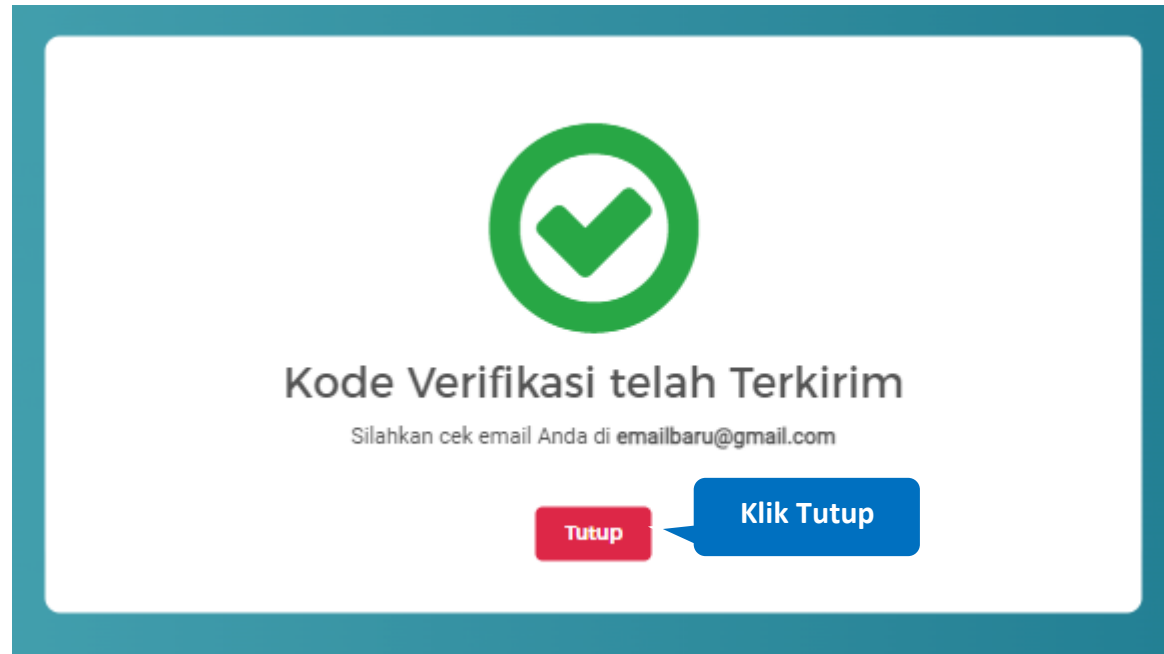 Kode Verifikasi telah Terkirim
Silahkan cek email Anda di emailbaru@gmail.com
Tutup
Klik Tutup